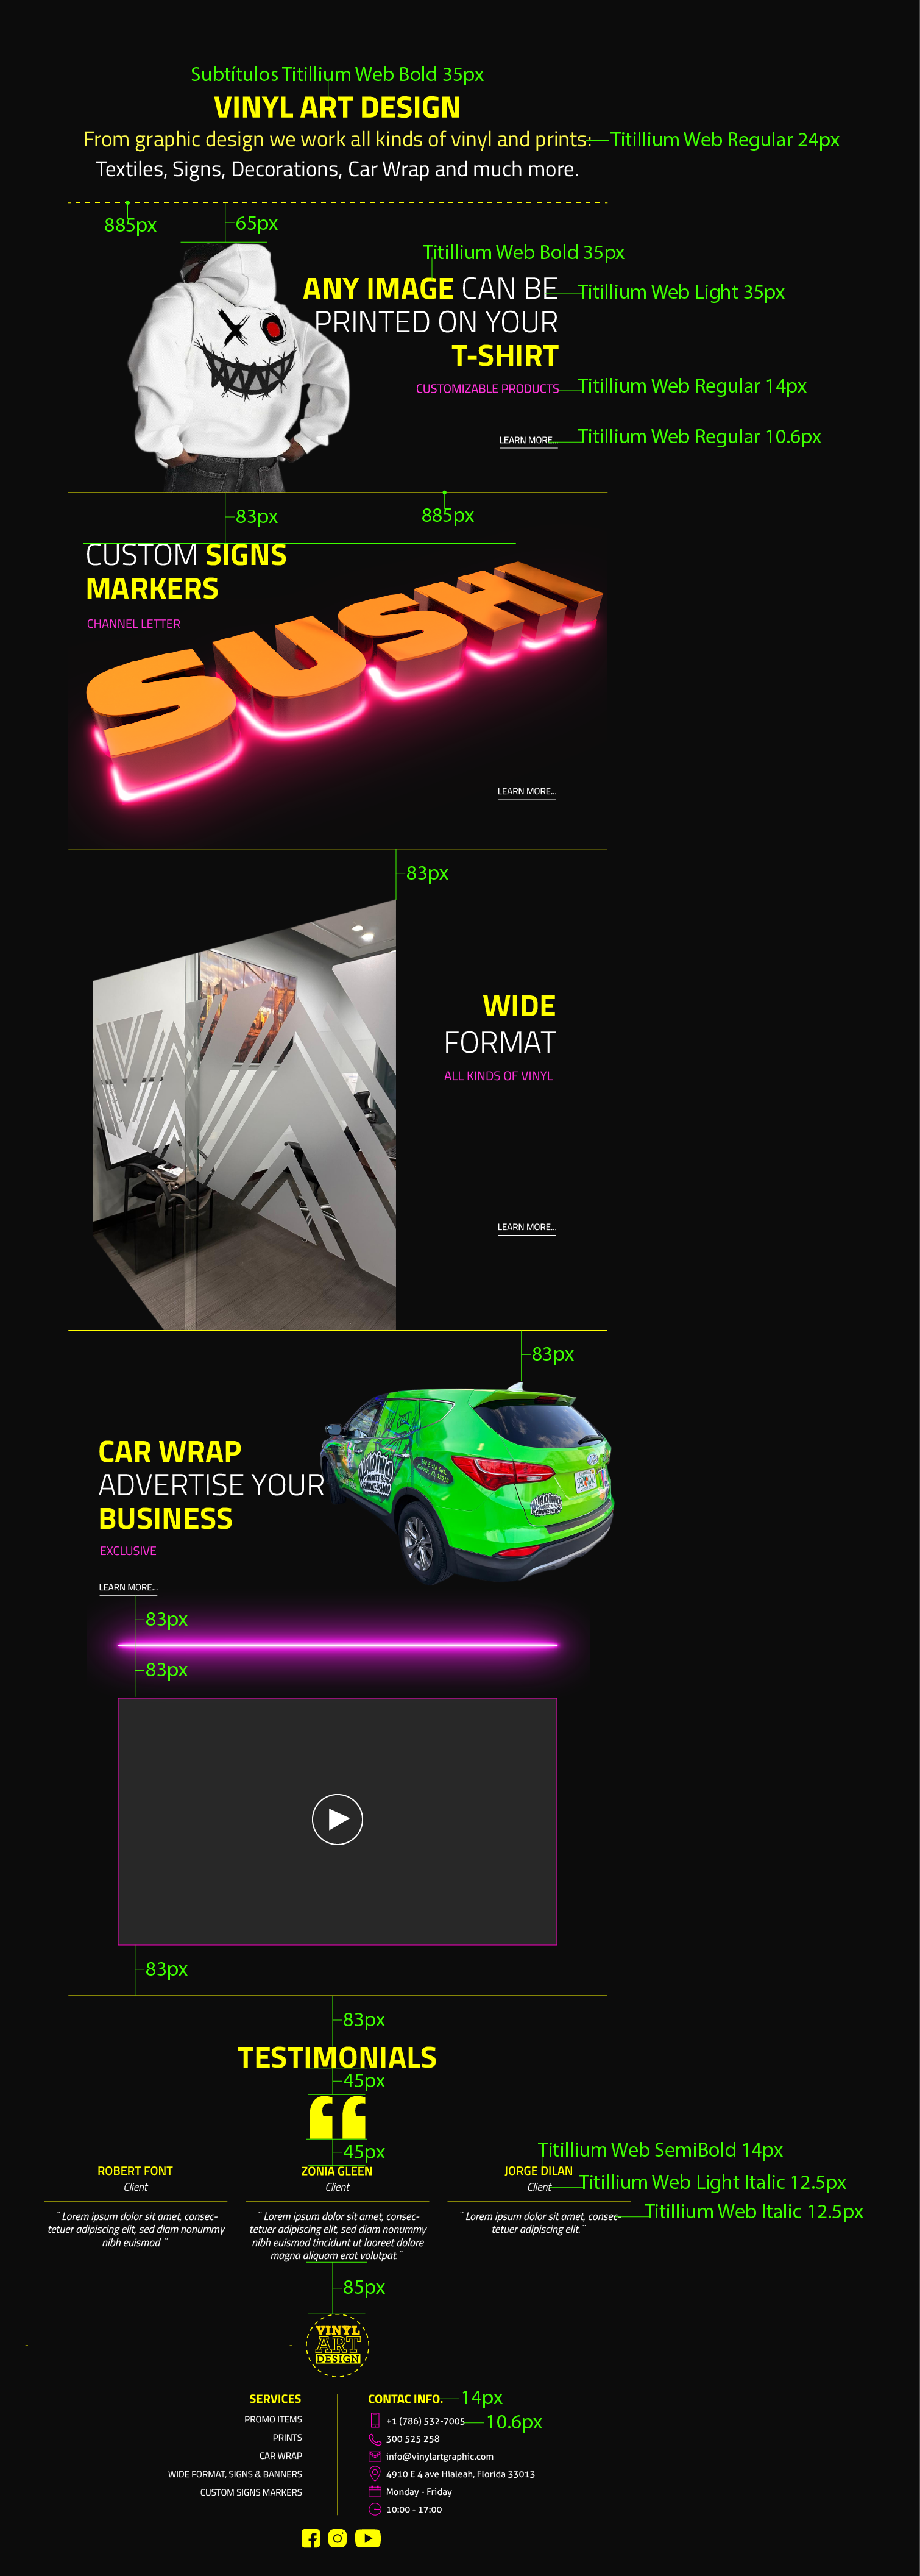 Subtítulos Titillium Web Bold 35px
VINYL ART DESIGN
From graphic design we work all kinds of vinyl and prints:
Titillium Web Regular 24px
Textiles, Signs, Decorations, Car Wrap and much more.
885px
65px
Titillium Web Bold 35px
ANY IMAGE CAN BE
Titillium Web Light 35px
PRINTED ON YOUR
T-SHIRT
CUSTOMIZABLE PRODUCTS
Titillium Web Regular 14px
LEARN MORE...
Titillium Web Regular 10.6px
83px
885px
CUSTOM SIGNS
MARKERS
CHANNEL LETTER
SUSHI
LEARN MORE...
83px
WIDE
FORMAT
ALL KINDS OF VINYL
LEARN MORE...
83px
CAR WRAP
ADVERTISE YOUR
BUSINESS
EXCLUSIVE
LEARN MORE...
83px
83px
83px
83px
TESTIMONIALS
45px
45px
Titillium Web SemiBold 14px
ROBERT FONT
Client
¨ Lorem ipsum dolor sit amet, consec-
tetuer adipiscing elit, sed diam nonummy
nibh euismod ¨
ZONIA GLEEN
Client
¨ Lorem ipsum dolor sit amet, consec-
tetuer adipiscing elit, sed diam nonummy
nibh euismod tincidunt ut laoreet dolore
magna aliquam erat volutpat.¨
JORGE DILAN
Client
Titillium Web Light Italic 12.5px
¨ Lorem ipsum dolor sit amet, consec-
tetuer adipiscing elit.¨
Titillium Web Italic 12.5px
85px
VINYL
ART
DESIGN
SERVICES
PROMO ITEMS
PRINTS
CAR WRAP
WIDE FORMAT, SIGNS & BANNERS
CUSTOM SIGNS MARKERS
CONTAC INFO.
14px
+1 (786) 532-7005
10.6px
300 525 258
info@vinylartgraphic.com
4910 E 4 ave Hialeah, Florida 33013
Monday - Friday
10:00 - 17:00